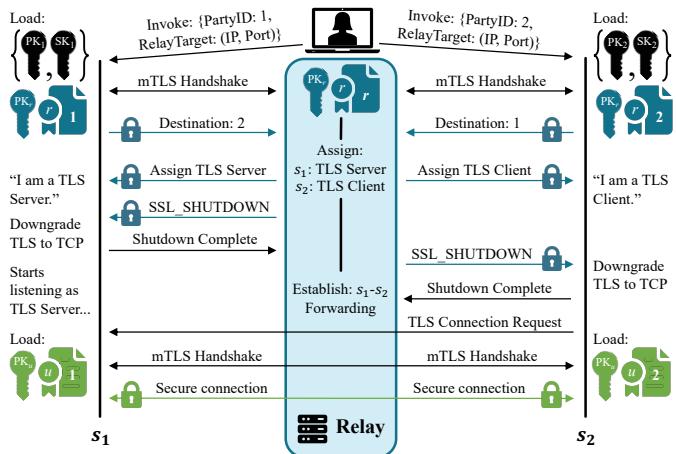 Load:
Invoke: {PartyID: 1,
RelayTarget: (IP, Port)}
Invoke: {PartyID: 2,
RelayTarget: (IP, Port)}
Load:
{PK₁, SK₁}
{PK₂, SK₂}
mTLS Handshake
mTLS Handshake
PKᵣ r 1
PKᵣ r r
PKᵣ r 2
Destination: 2
Destination: 1
Assign:
s₁: TLS Server
s₂: TLS Client
Assign TLS Server
Assign TLS Client
“I am a TLS
Server.”
“I am a TLS
Client.”
SSL_SHUTDOWN
Downgrade
TLS to TCP
Shutdown Complete
SSL_SHUTDOWN
Downgrade
TLS to TCP
Starts
listening as
TLS Server...
Establish: s₁-s₂
Forwarding
Shutdown Complete
TLS Connection Request
Load:
Load:
mTLS Handshake
mTLS Handshake
PKᵤ u 1
PKᵤ u 2
Secure connection
Secure connection
Relay
s₁
s₂